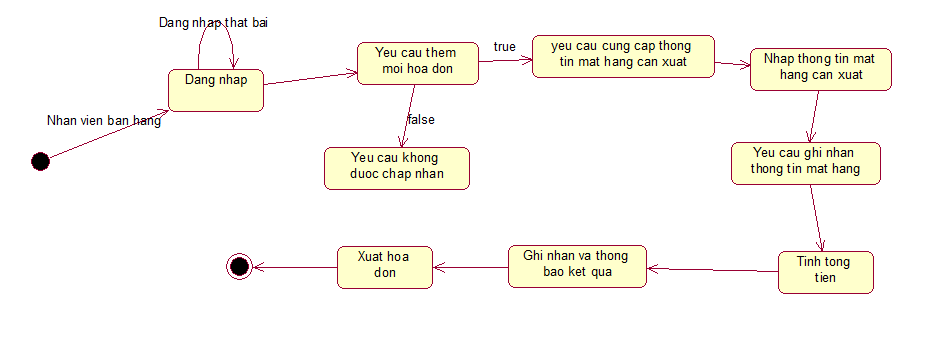 Dang nhap that bai
Dang nhap
Nhan vien ban hang
Yeu cau them
moi hoa don
true
false
Yeu cau khong
duoc chap nhan
yeu cau cung cap thong
tin mat hang can xuat
Nhap thong tin mat
hang can xuat
Yeu cau ghi nhan
thong tin mat hang
Tinh tong
tien
Ghi nhan va thong
bao ket qua
Xuat hoa
don